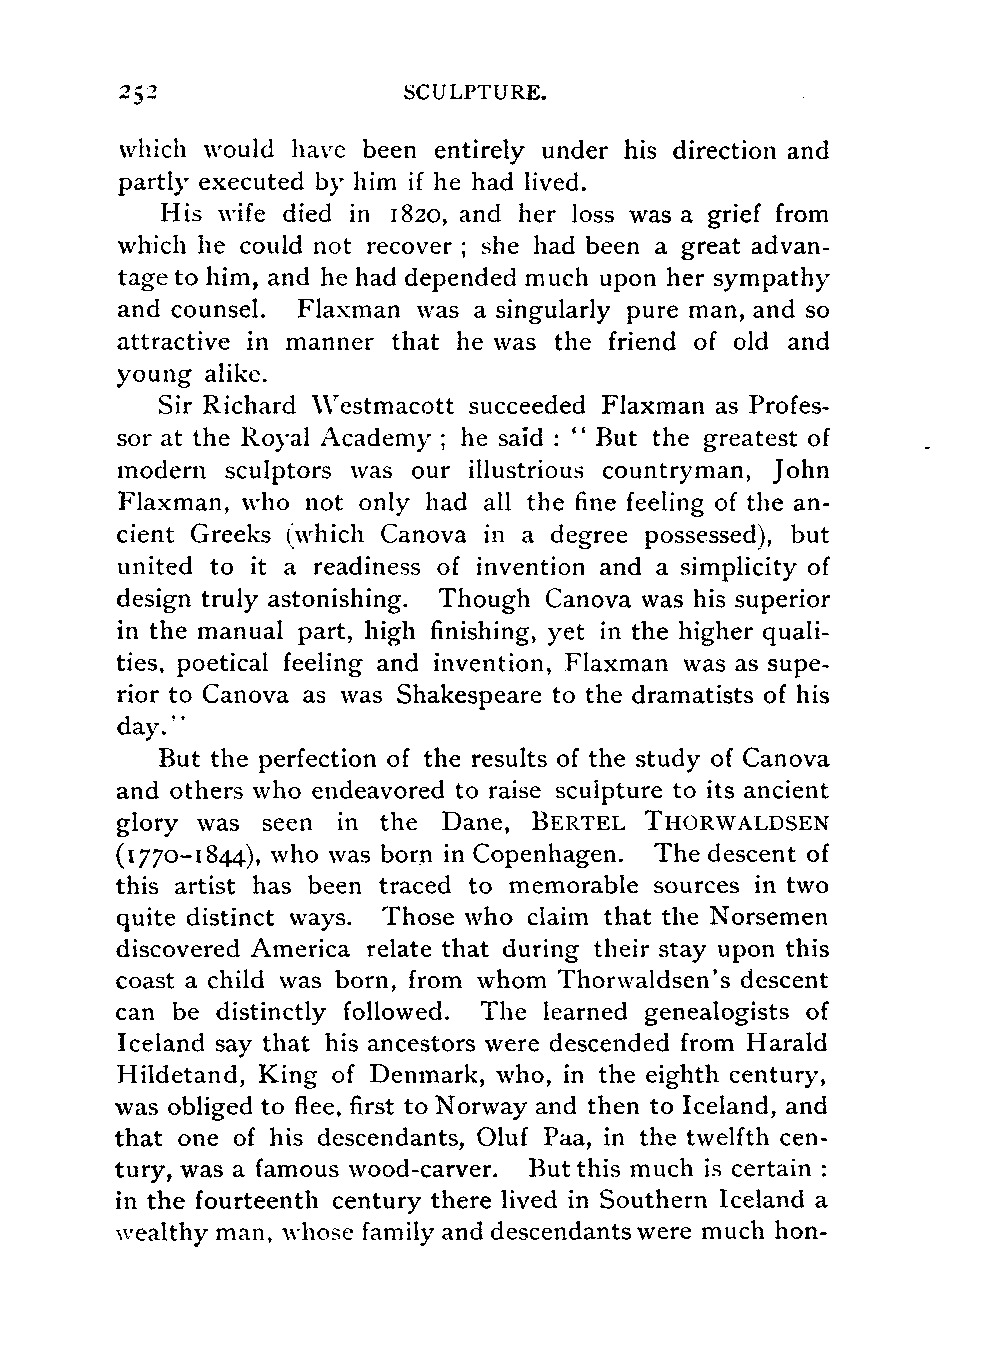 252 SCULPTURE.
which would have been entirely under his direction and
partly executed by him if he had lived.
His wife died in 1820, and her loss was a grief from
which he could not recover ; she had been a great advan-
tage to him, and he had depended much upon her sympathy
and counsel. Flaxman was a singularly pure man, and so
attractive in manner that he was the friend of old and
young alike.
Sir Richard Westmacott succeeded Flaxman as Profes-
sor at the Royal Academy ; he said : “ But the greatest of
modern sculptors was our illustrious countryman, John
Flaxman, who not only had all the fine feeling of the an-
cient Greeks (which Canova in a degree possessed), but
united to it a readiness of invention and a simplicity of
design truly astonishing. Though Canova was his superior
in the manual part, high finishing, yet in the higher quali-
ties, poetical feeling and invention, Flaxman was as supe-
rior to Canova as was Shakespeare to the dramatists of his
day.”
But the perfection of the results of the study of Canova
and others who endeavored to raise sculpture to its ancient
glory was seen in the Dane, BERTEL THORWALDSEN
(1770–1844), who was born in Copenhagen. The descent of
this artist has been traced to memorable sources in two
quite distinct ways. Those who claim that the Norsemen
discovered America relate that during their stay upon this
coast a child was born, from whom Thorwaldsen’s descent
can be distinctly followed. The learned genealogists of
Iceland say that his ancestors were descended from Harald
Hildetand, King of Denmark, who, in the eighth century,
was obliged to flee, first to Norway and then to Iceland, and
that one of his descendants, Oluf Paa, in the twelfth cen-
tury, was a famous wood-carver. But this much is certain :
in the fourteenth century there lived in Southern Iceland a
wealthy man, whose family and descendants were much hon-